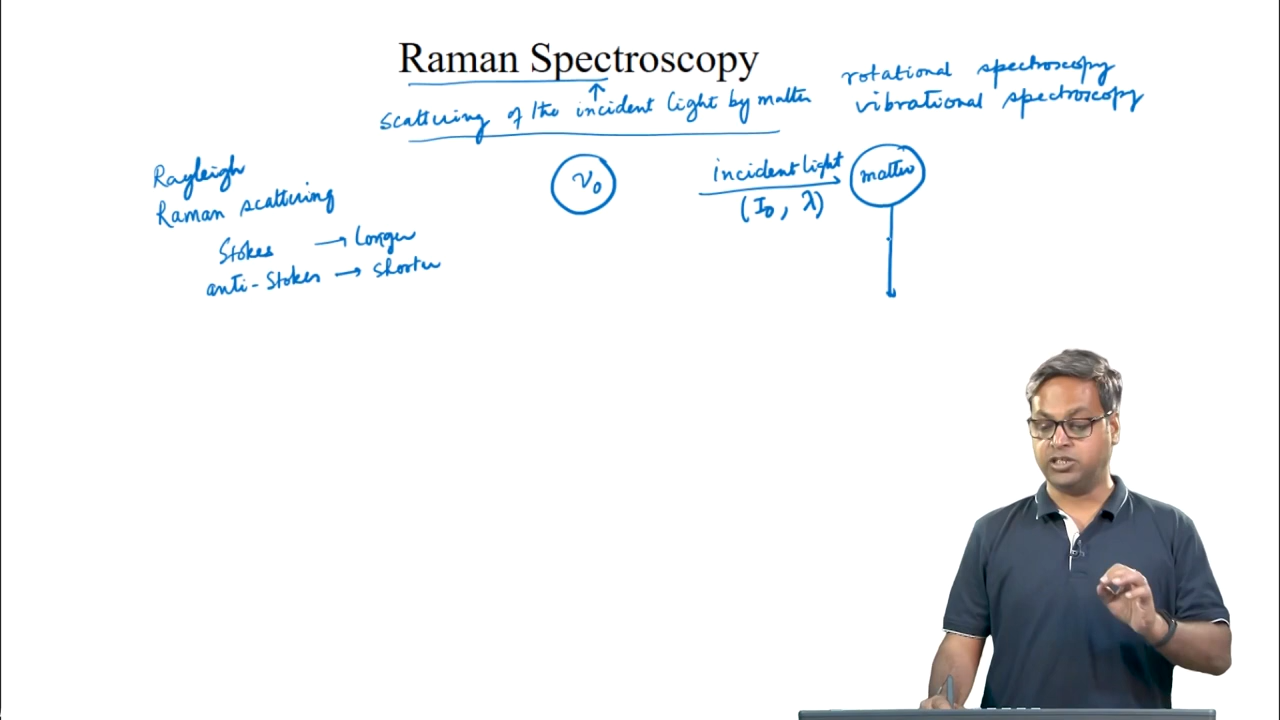 Raman Spectroscopy
scattering of the incident light by matter
rotational spectroscopy
vibrational spectroscopy
Rayleigh
Raman scattering
Stokes → Longer
anti-Stokes → shorter
ν₀
incident light
(I₀, λ)
matter